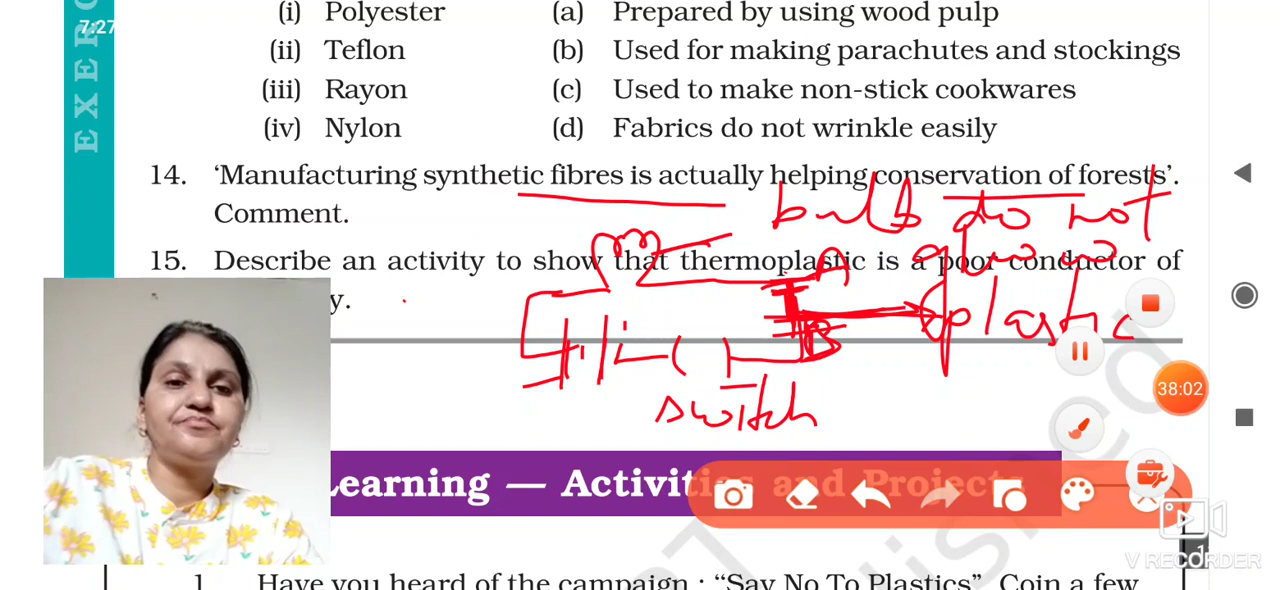 (i) Polyester (a) Prepared by using wood pulp
7:27
(ii) Teflon (b) Used for making parachutes and stockings
(iii) Rayon (c) Used to make non-stick cookwares
(iv) Nylon (d) Fabrics do not wrinkle easily
EXERC
14. ‘Manufacturing synthetic fibres is actually helping conservation of forests’.
Comment.
bulb do not
glow
15. Describe an activity to show that thermoplastic is a poor conductor of
y.
A
B
plastic
38:02
switch
Learning — Activities and Projects
V RECORDER
1. Have you heard of the campaign : “Say No To Plastics”. Coin a few